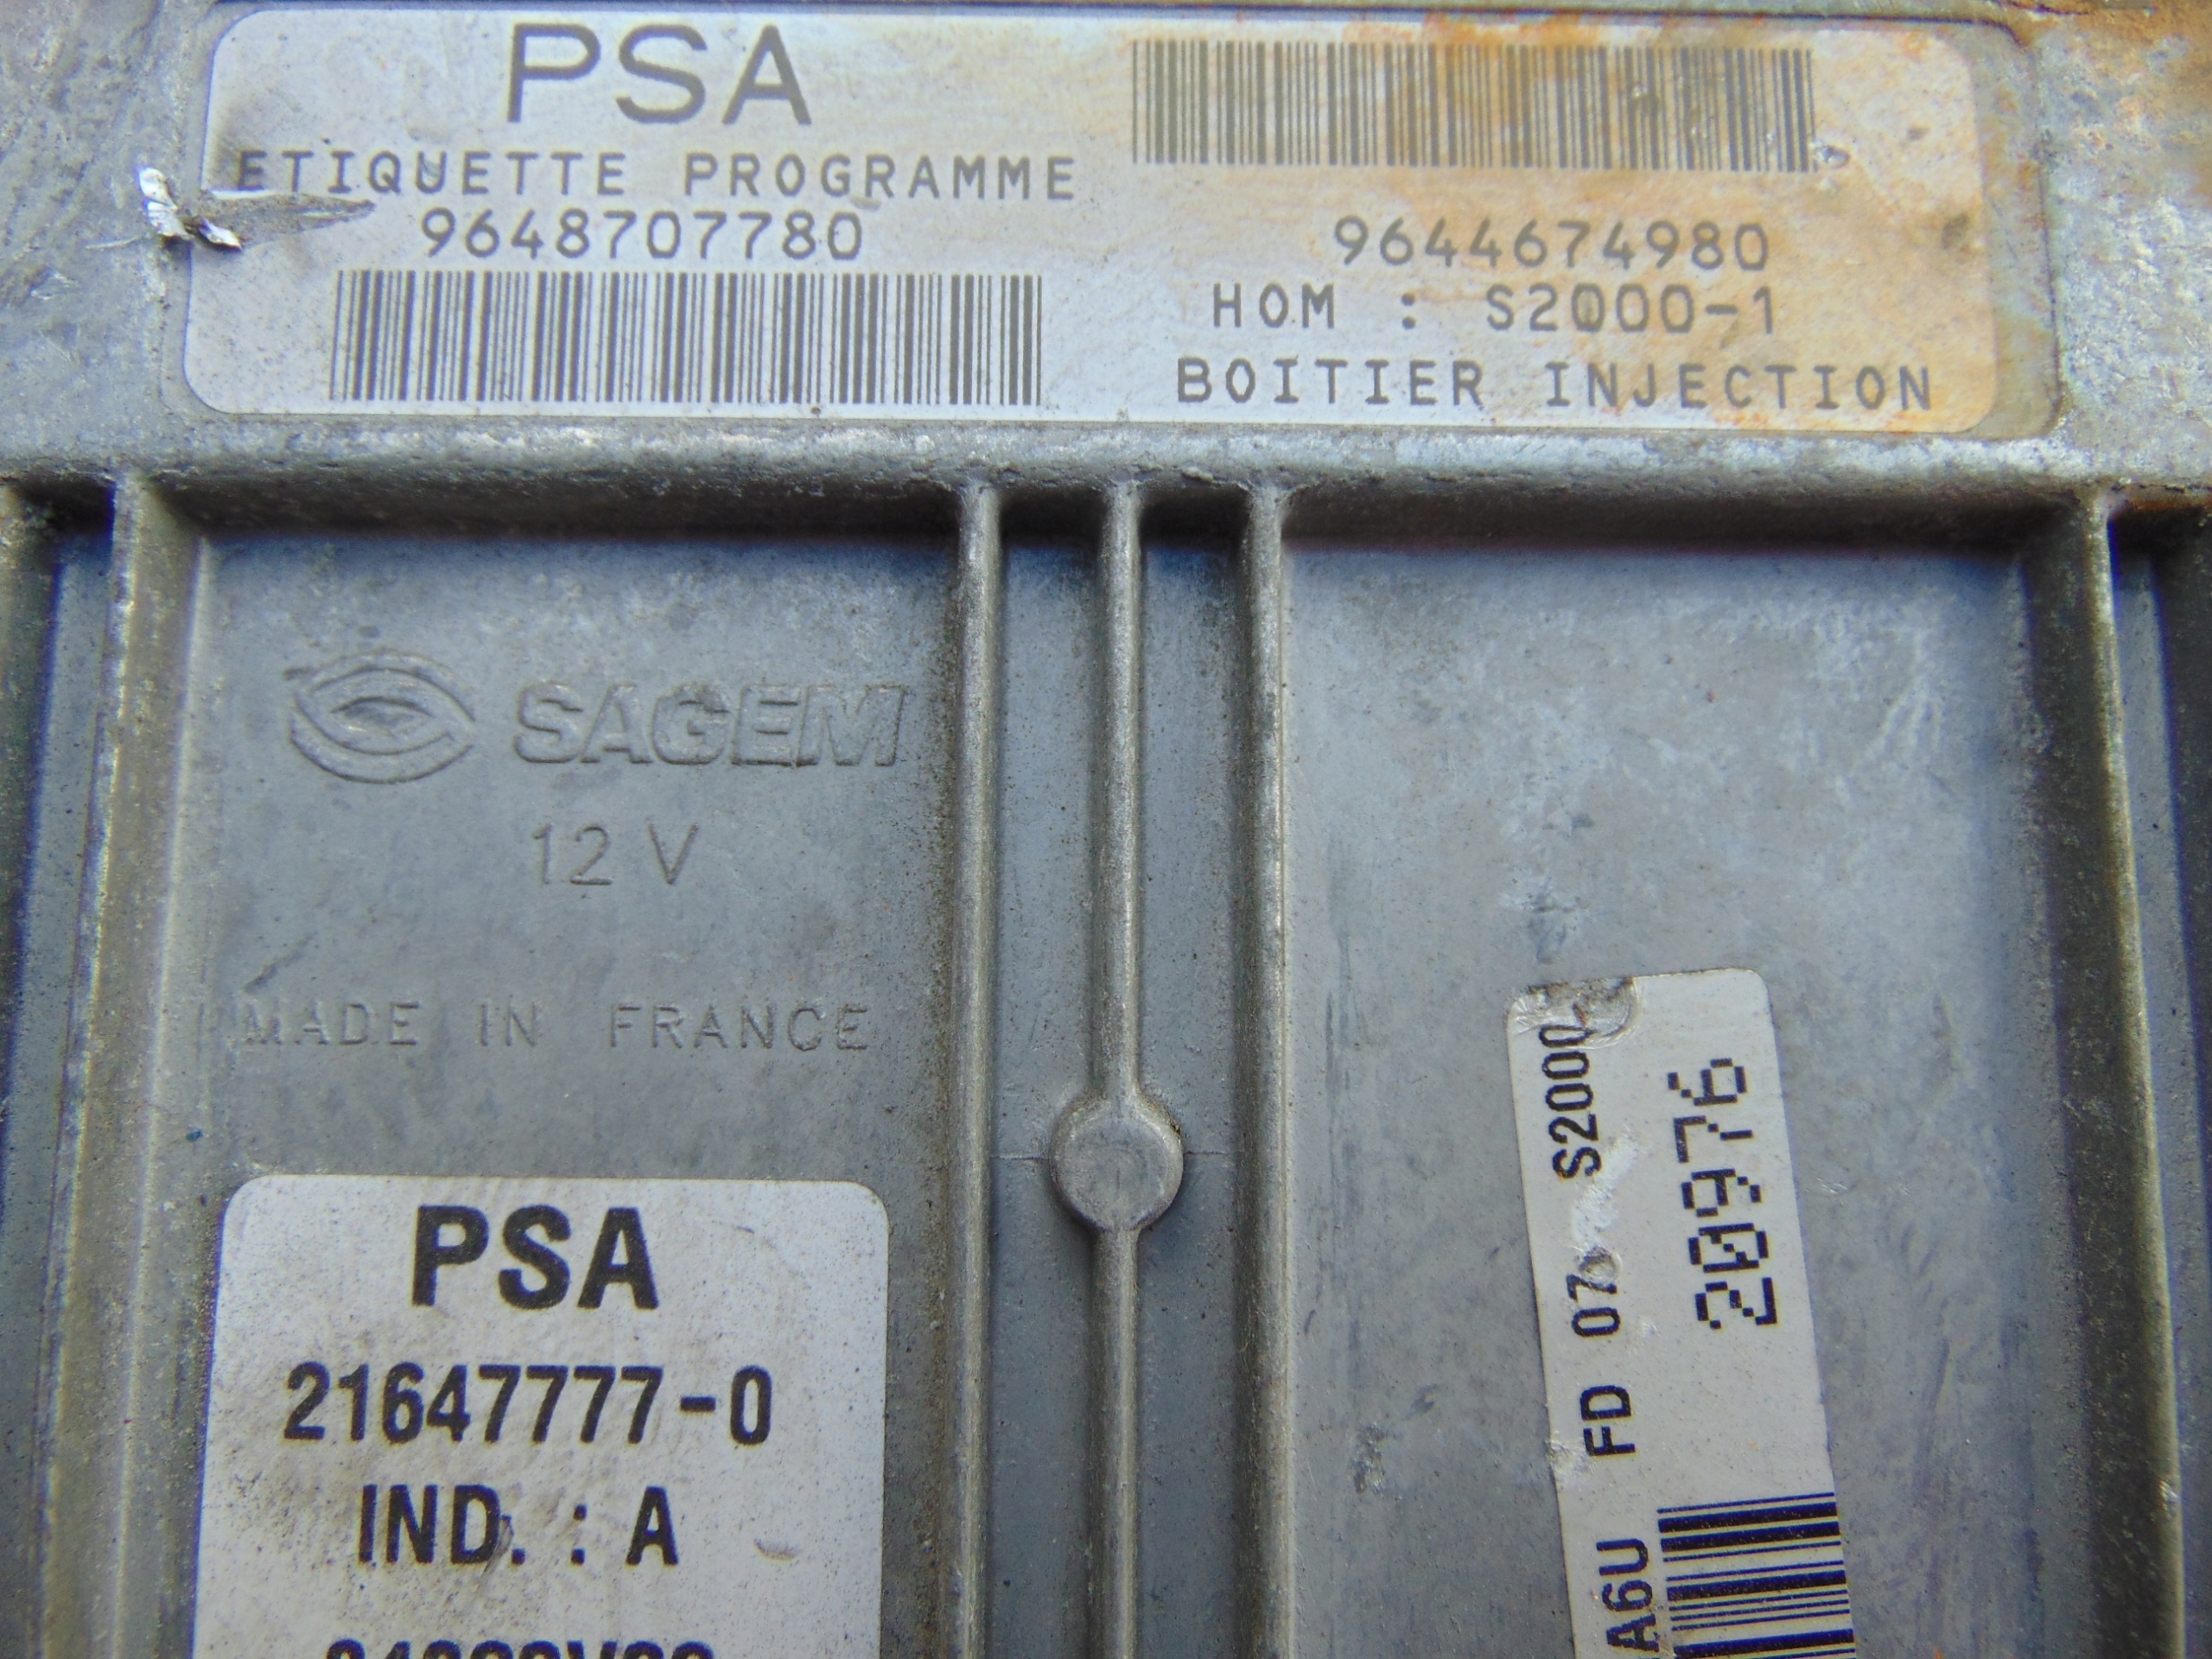 PSA
ETIQUETTE PROGRAMME
9648707780
9644674980
HOM : S2000-1
BOITIER INJECTION
SAGEM
12 V
MADE IN FRANCE
PSA
21647777-0
IND. : A
S2000
FD 07
209976
A6U